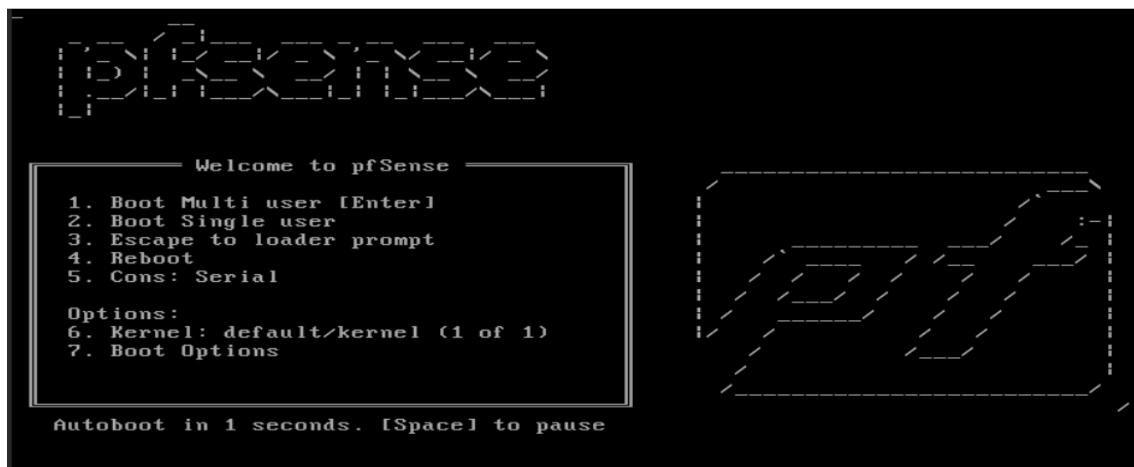 pfsense
Welcome to pfSense
1. Boot Multi user [Enter]
2. Boot Single user
3. Escape to loader prompt
4. Reboot
5. Cons: Serial
Options:
6. Kernel: default/kernel (1 of 1)
7. Boot Options
pf
Autoboot in 1 seconds. [Space] to pause